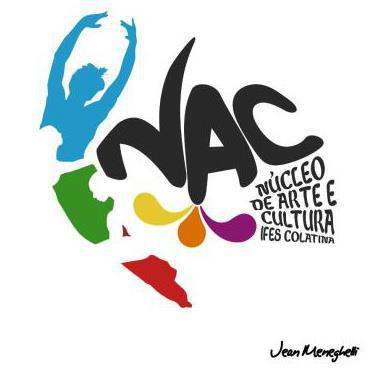 NAC
NÚCLEO
DE ARTE E
CULTURA
IFES COLATINA
Jean Meneghelli